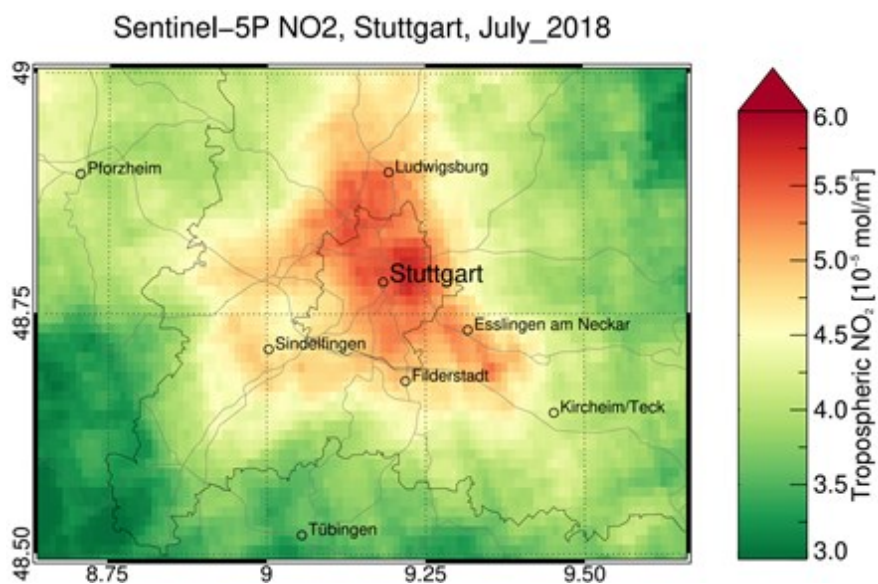 Sentinel-5P NO2, Stuttgart, July_2018
49
48.75
48.50
8.75
9
9.25
9.50
Pforzheim
Ludwigsburg
Stuttgart
Esslingen am Neckar
Sindelfingen
Filderstadt
Kircheim/Teck
Tübingen
6.0
5.5
5.0
4.5
4.0
3.5
3.0
Tropospheric NO₂ [10⁻⁵ mol/m²]